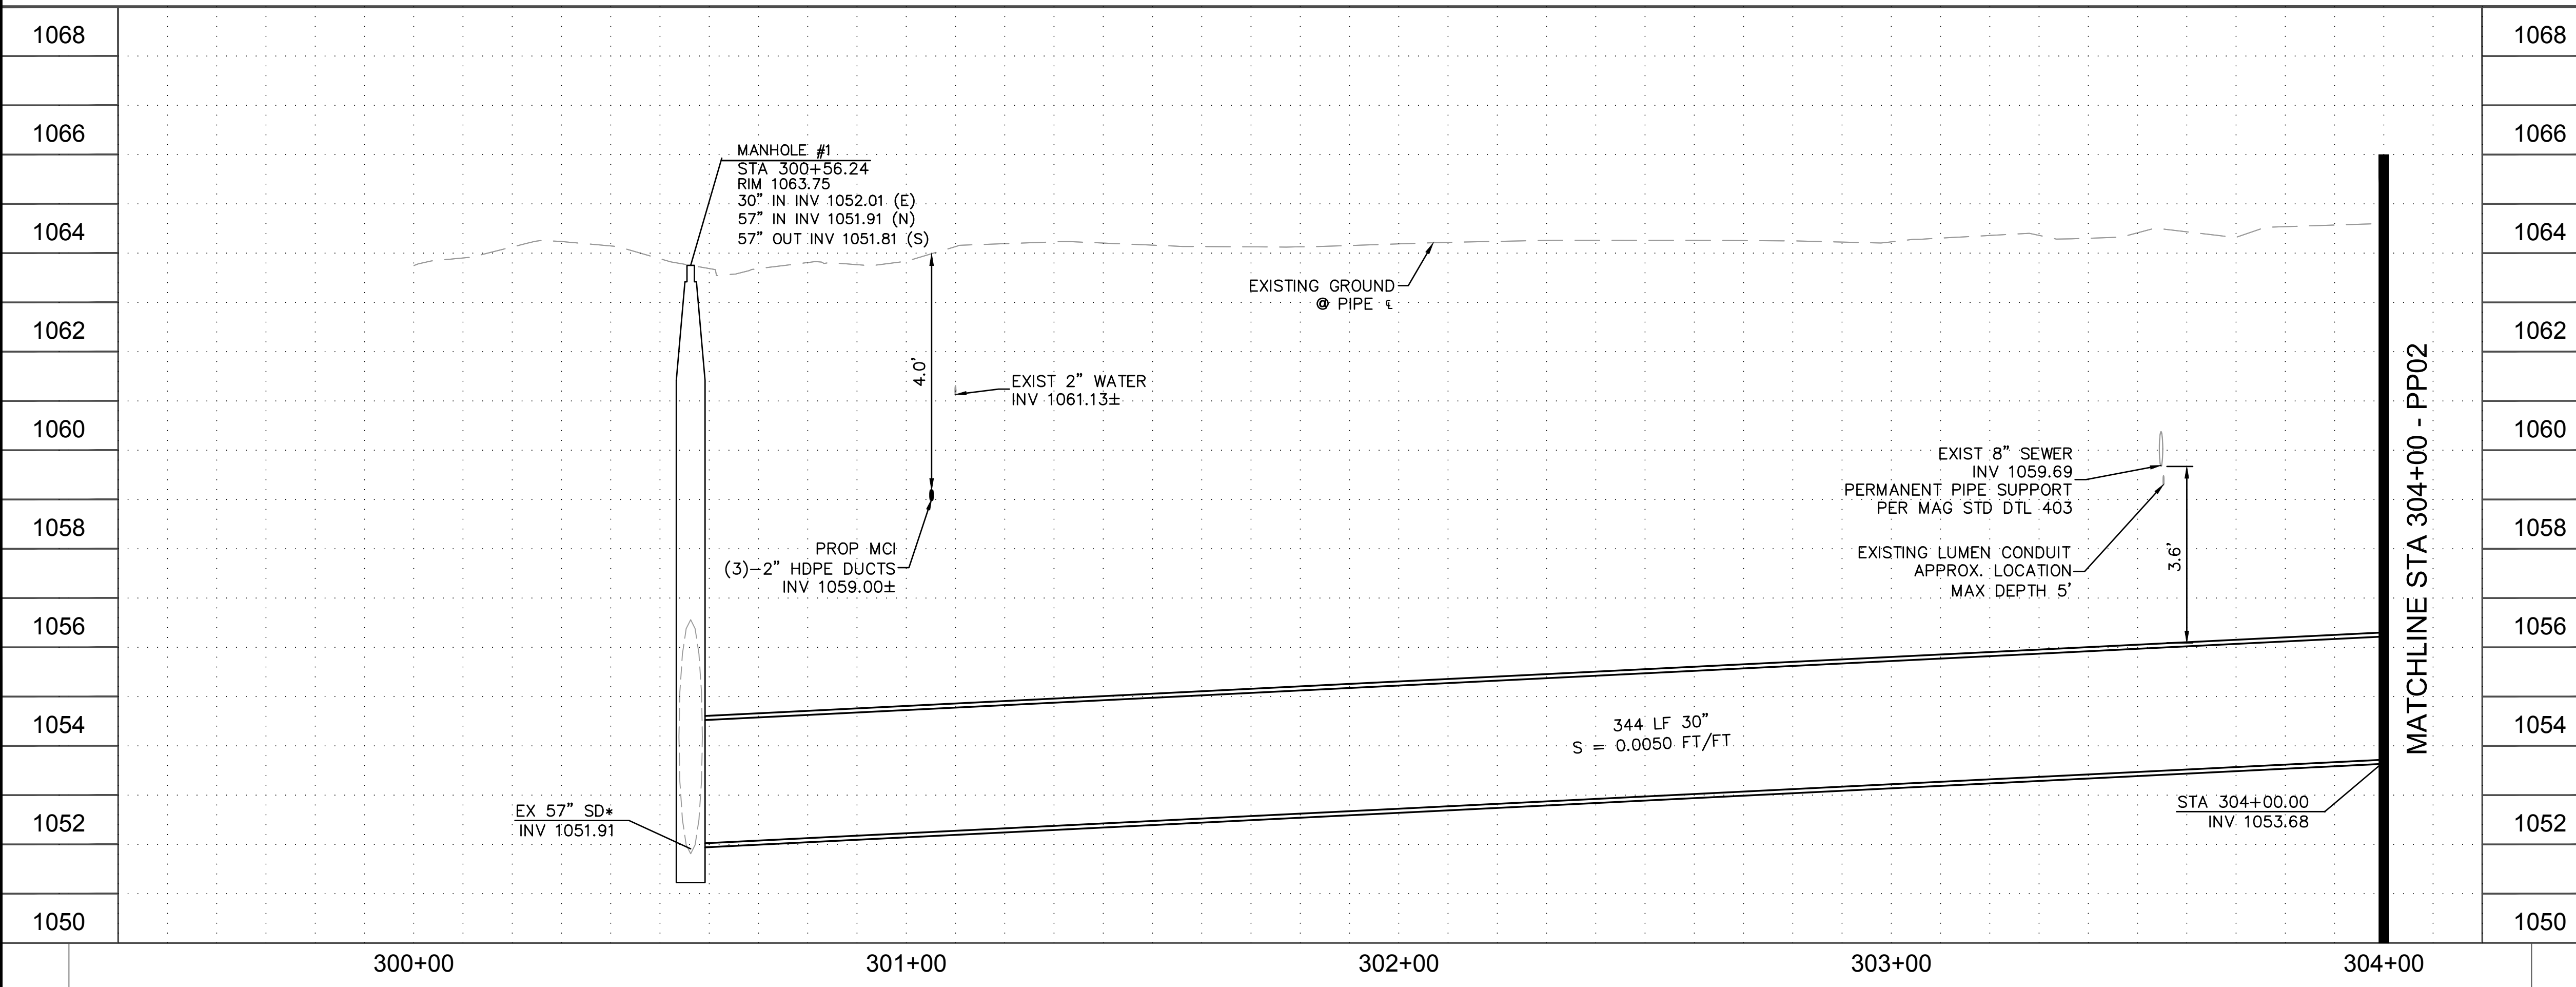 1068
1066
1064
1062
1060
1058
1056
1054
1052
1050
MANHOLE #1
STA 300+56.24
RIM 1063.75
30" IN INV 1052.01 (E)
57" IN INV 1051.91 (N)
57" OUT INV 1051.81 (S)
EXISTING GROUND
@ PIPE ℄
4.0'
EXIST 2" WATER
INV 1061.13±
PROP MCI
(3)-2" HDPE DUCTS
INV 1059.00±
EXIST 8" SEWER
INV 1059.69
PERMANENT PIPE SUPPORT
PER MAG STD DTL 403
EXISTING LUMEN CONDUIT
APPROX. LOCATION
MAX DEPTH 5'
3.6'
344 LF 30"
S = 0.0050 FT/FT
EX 57" SD*
INV 1051.91
STA 304+00.00
INV 1053.68
MATCHLINE STA 304+00 - PP02
1068
1066
1064
1062
1060
1058
1056
1054
1052
1050
300+00
301+00
302+00
303+00
304+00